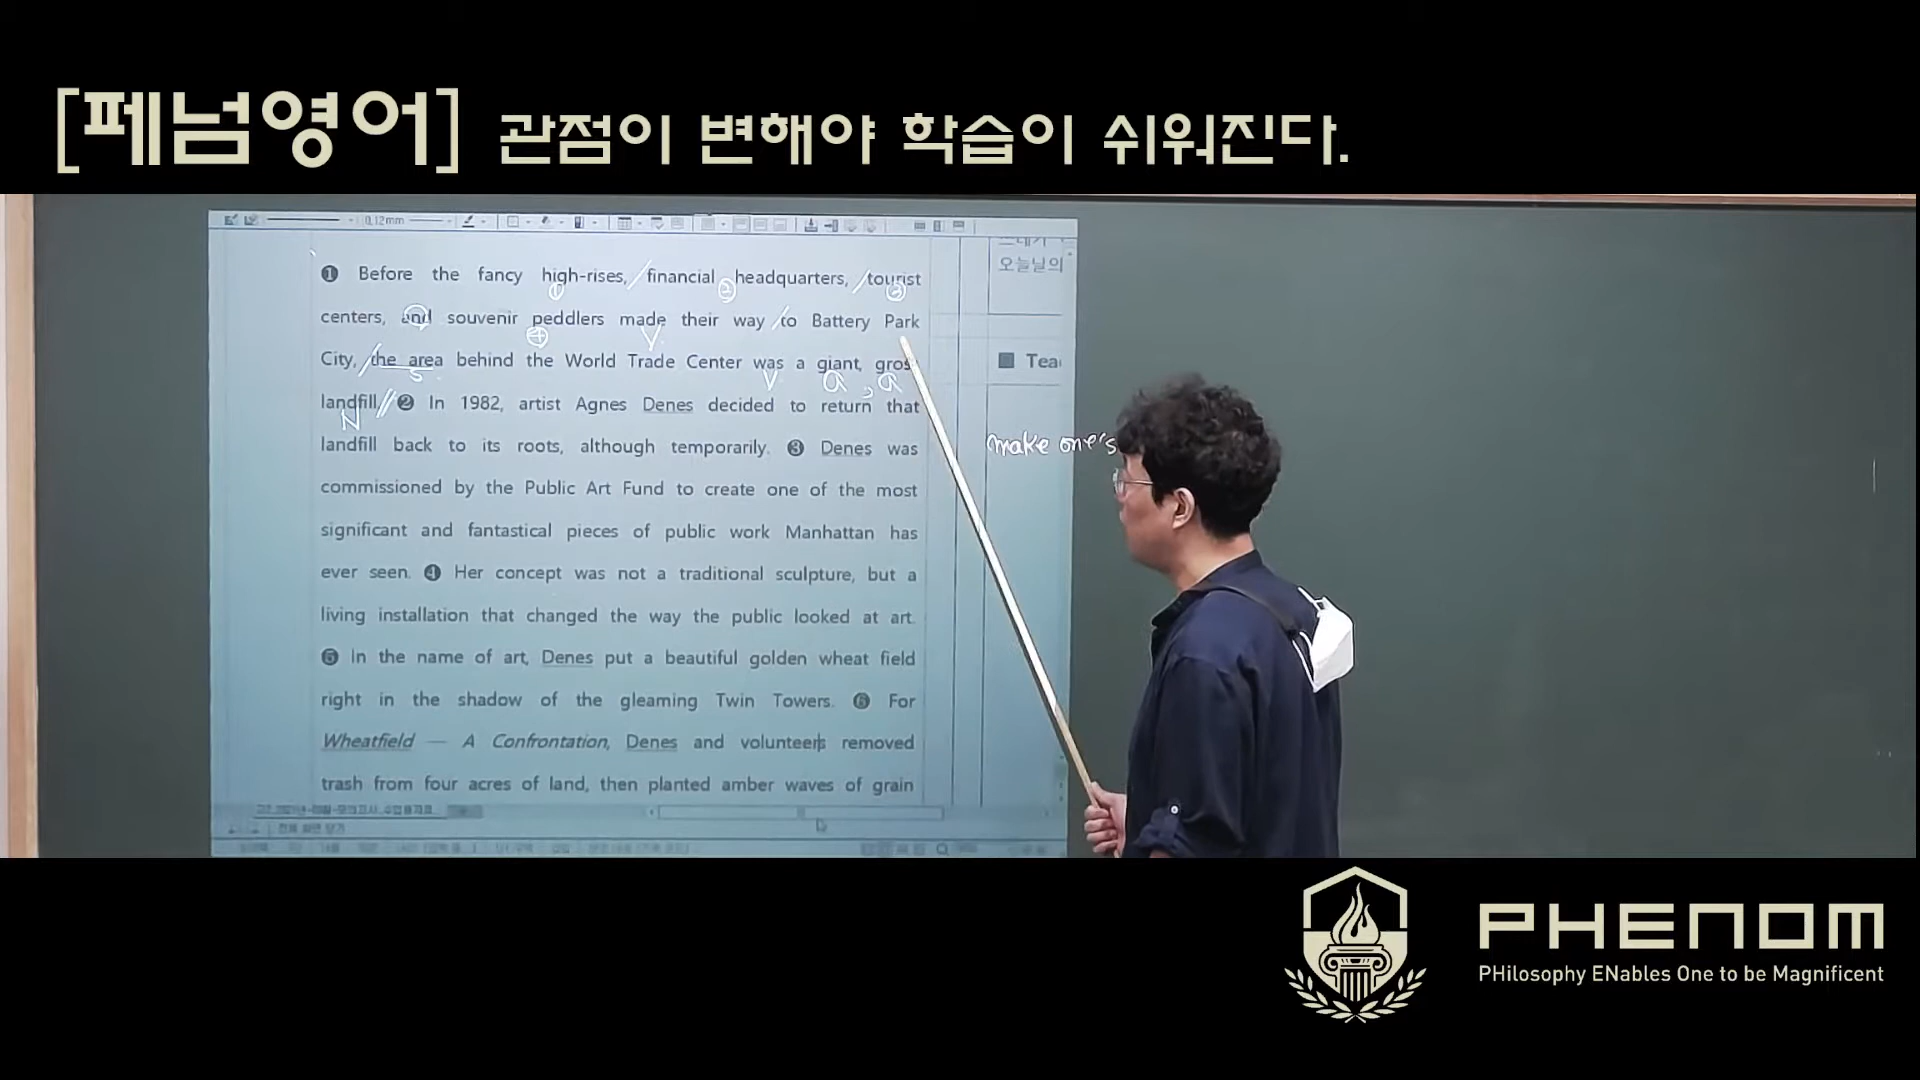 [페넘영어] 관점이 변해야 학습이 쉬워진다.
0.12mm
❶ Before the fancy high-rises, financial headquarters, tourist
centers, and souvenir peddlers made their way to Battery Park
City, the area behind the World Trade Center was a giant, gross
landfill. ❷ In 1982, artist Agnes Denes decided to return that
landfill back to its roots, although temporarily. ❸ Denes was
commissioned by the Public Art Fund to create one of the most
significant and fantastical pieces of public work Manhattan has
ever seen. ❹ Her concept was not a traditional sculpture, but a
living installation that changed the way the public looked at art.
❺ In the name of art, Denes put a beautiful golden wheat field
right in the shadow of the gleaming Twin Towers. ❻ For
Wheatfield — A Confrontation, Denes and volunteers removed
trash from four acres of land, then planted amber waves of grain
① ② ③
④ V
S V a , a
N
오늘날의
■ Tea
make one's
PHENOM
PHilosophy ENables One to be Magnificent